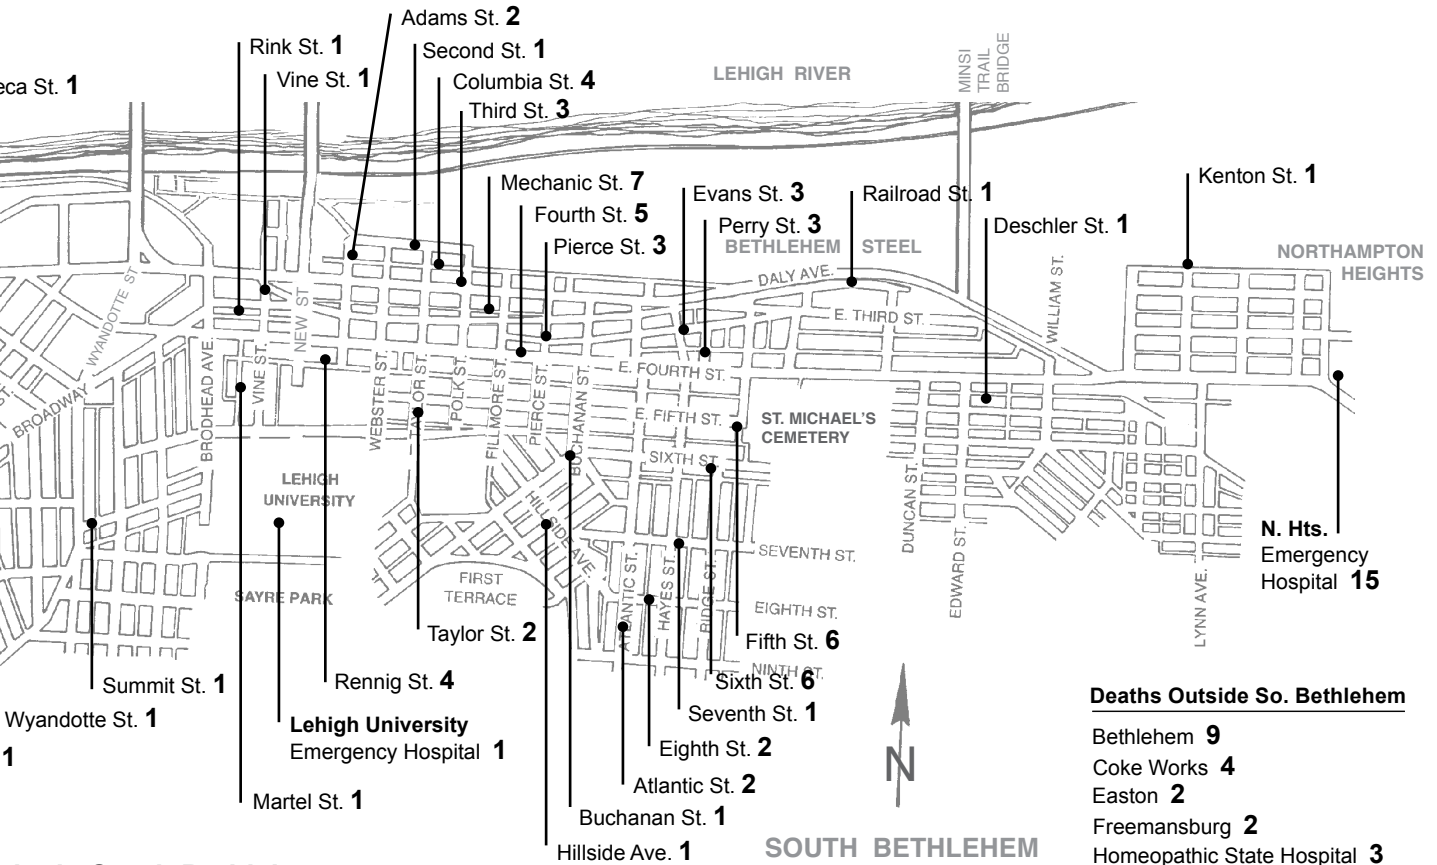 Adams St. 2
Rink St. 1
Second St. 1
Vine St. 1
Columbia St. 4
eca St. 1
Third St. 3
LEHIGH RIVER
MINSI
TRAIL
BRIDGE
Mechanic St. 7
Fourth St. 5
Pierce St. 3
Evans St. 3
Perry St. 3
Railroad St. 1
Deschler St. 1
Kenton St. 1
BETHLEHEM STEEL
NORTHAMPTON
HEIGHTS
DALY AVE.
E. THIRD ST.
WILLIAM ST.
WYANDOTTE ST
NEW ST
BROADWAY
BRODHEAD AVE.
VINE ST.
WEBSTER ST.
TAYLOR ST.
POLK ST.
FILLMORE ST.
PIERCE ST.
BUCHANAN ST.
E. FOURTH ST.
E. FIFTH ST.
SIXTH ST.
ST. MICHAEL'S
CEMETERY
LEHIGH
UNIVERSITY
HILLSIDE AVE.
DUNCAN ST.
EDWARD ST.
LYNN AVE.
SEVENTH ST.
EIGHTH ST.
NINTH ST.
ATLANTIC ST.
HAYES ST.
RIDGE ST.
FIRST
TERRACE
SAYRE PARK
N. Hts.
Emergency
Hospital 15
Taylor St. 2
Fifth St. 6
Sixth St. 6
Summit St. 1
Rennig St. 4
Wyandotte St. 1
Seventh St. 1
Lehigh University
Emergency Hospital 1
1
Eighth St. 2
Atlantic St. 2
Martel St. 1
Buchanan St. 1
Hillside Ave. 1
N
SOUTH BETHLEHEM
Deaths Outside So. Bethlehem
Bethlehem 9
Coke Works 4
Easton 2
Freemansburg 2
Homeopathic State Hospital 3